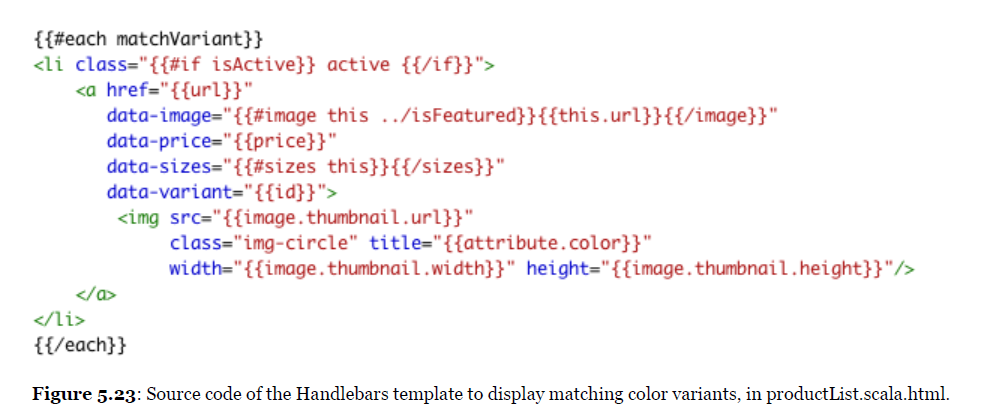 {{#each matchVariant}}
<li class="{{#if isActive}} active {{/if}}">
<a href="{{url}}"
data-image="{{#image this ../isFeatured}}{{this.url}}{{/image}}"
data-price="{{price}}"
data-sizes="{{#sizes this}}{{/sizes}}"
data-variant="{{id}}">
<img src="{{image.thumbnail.url}}"
class="img-circle" title="{{attribute.color}}"
width="{{image.thumbnail.width}}" height="{{image.thumbnail.height}}"/>
</a>
</li>
{{/each}}
Figure 5.23: Source code of the Handlebars template to display matching color variants, in productList.scala.html.